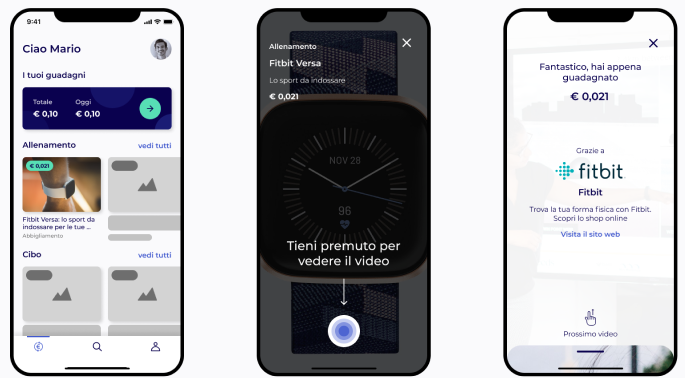 9:41
Ciao Mario
I tuoi guadagni
Totale Oggi
€ 0,10 € 0,10
Allenamento vedi tutti
€ 0,021
Fitbit Versa: lo sport da
indossare per le tue ...
Abbigliamento
Cibo vedi tutti
Allenamento
Fitbit Versa
Lo sport da indossare
€ 0,021
NOV 28
96
Tieni premuto per
vedere il video
Fantastico, hai appena
guadagnato
€ 0,021
Grazie a
fitbit
Fitbit
Trova la tua forma fisica con Fitbit.
Scopri lo shop online
Visita il sito web
Prossimo video